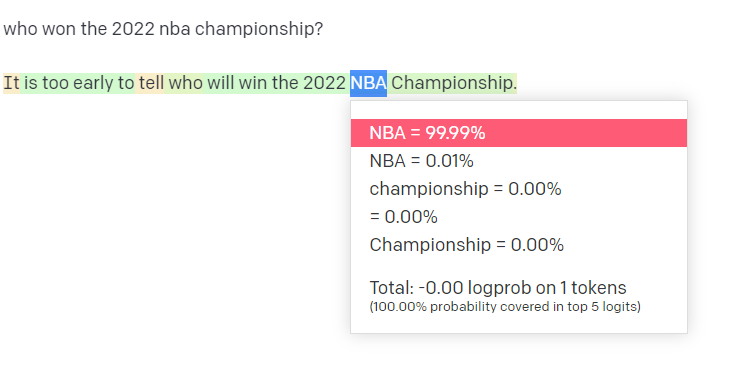 who won the 2022 nba championship?
It is too early to tell who will win the 2022 NBA Championship.
NBA = 99.99%
NBA = 0.01%
championship = 0.00%
= 0.00%
Championship = 0.00%
Total: -0.00 logprob on 1 tokens
(100.00% probability covered in top 5 logits)